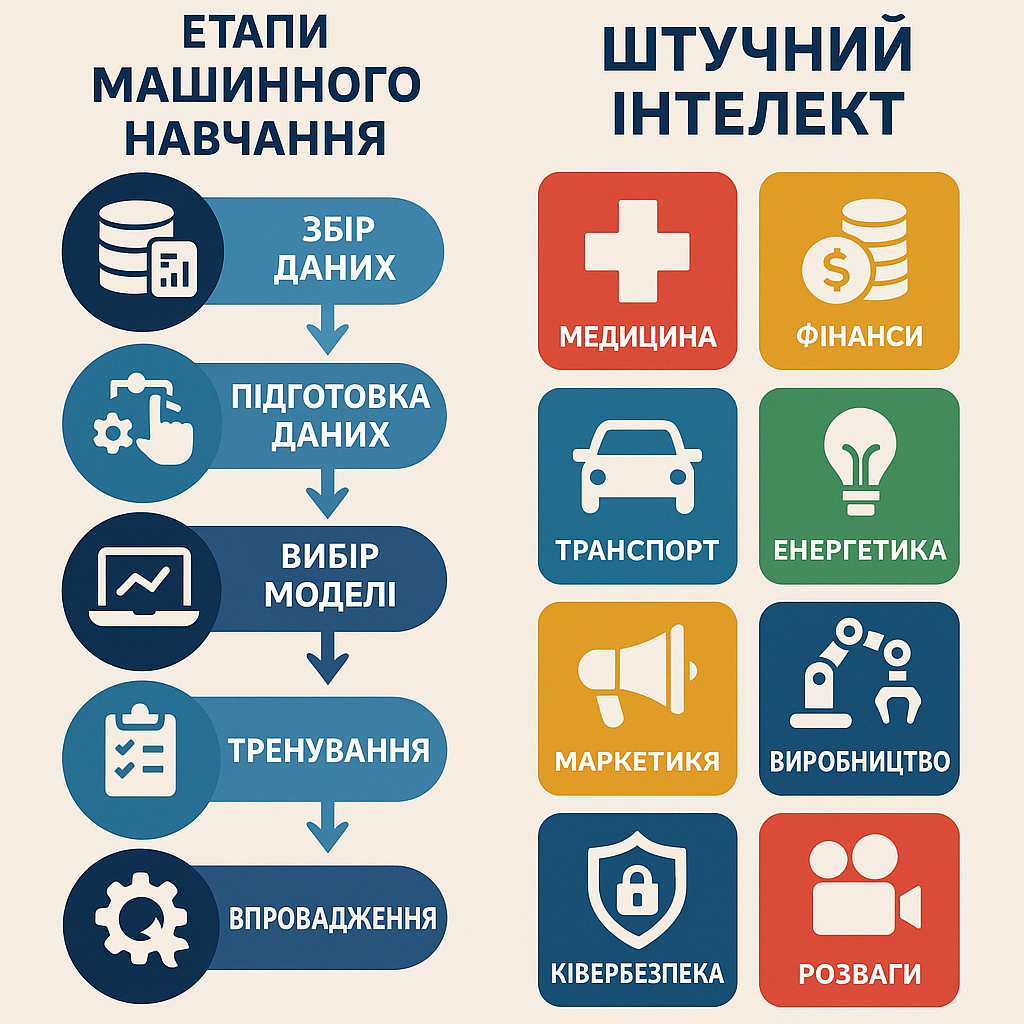 ЕТАПИ
МАШИННОГО
НАВЧАННЯ
ЗБІР
ДАНИХ
ПІДГОТОВКА
ДАНИХ
ВИБІР
МОДЕЛІ
ТРЕНУВАННЯ
ВПРОВАДЖЕННЯ
ШТУЧНИЙ
ІНТЕЛЕКТ
МЕДИЦИНА
ФІНАНСИ
ТРАНСПОРТ
ЕНЕРГЕТИКА
МАРКЕТИКЯ
ВИРОБНИЦТВО
КІВЕРБЕЗПЕКА
РОЗВАГИ